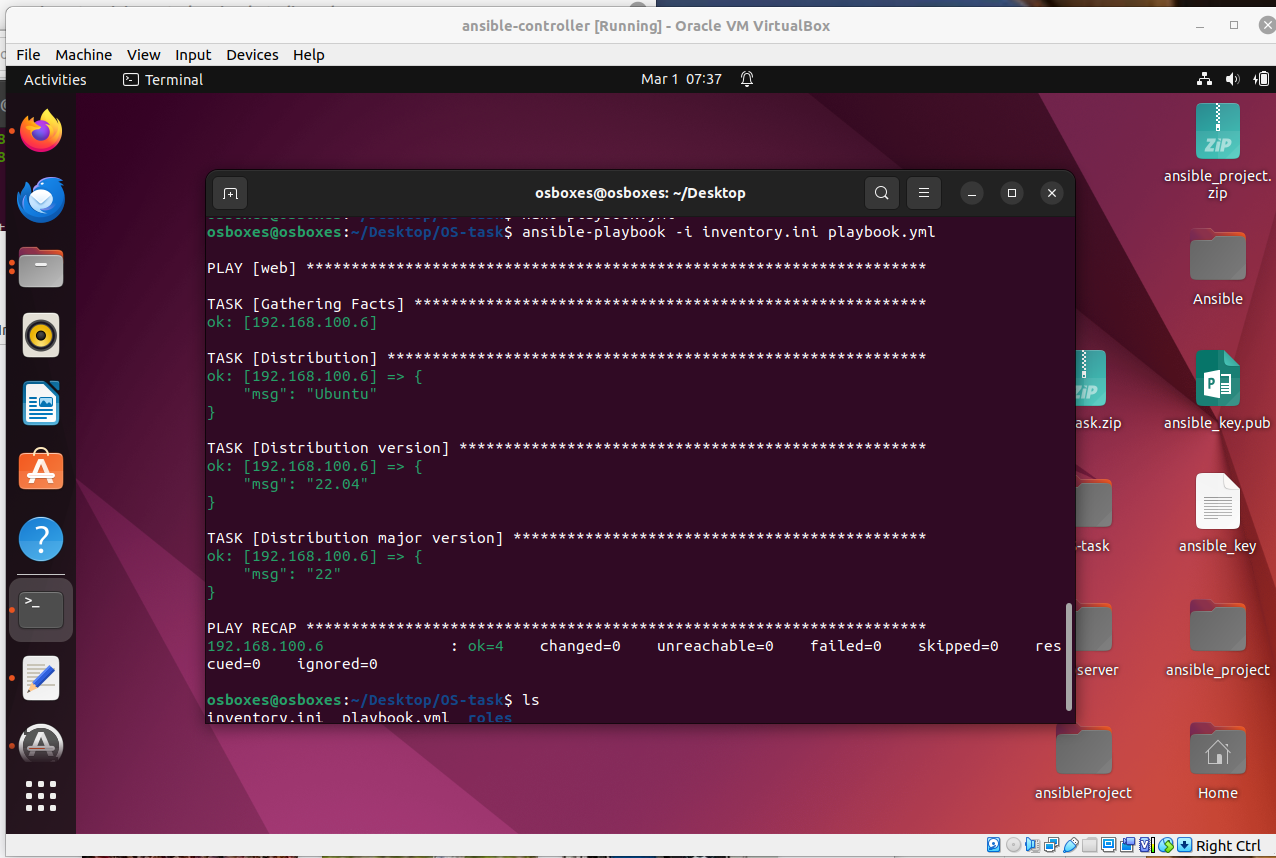 ansible-controller [Running] - Oracle VM VirtualBox
File Machine View Input Devices Help
Activities Terminal Mar 1 07:37
ZIP
ansible_project.
zip
osboxes@osboxes: ~/Desktop
osboxes@osboxes:~/Desktop/OS-task$ ansible-playbook -i inventory.ini playbook.yml
PLAY [web] *********************************************************************
TASK [Gathering Facts] *********************************************************
ok: [192.168.100.6]
TASK [Distribution] ************************************************************
ok: [192.168.100.6] => {
    "msg": "Ubuntu"
}
TASK [Distribution version] ****************************************************
ok: [192.168.100.6] => {
    "msg": "22.04"
}
TASK [Distribution major version] **********************************************
ok: [192.168.100.6] => {
    "msg": "22"
}
PLAY RECAP *********************************************************************
192.168.100.6              : ok=4    changed=0    unreachable=0    failed=0    skipped=0    res
cued=0    ignored=0
osboxes@osboxes:~/Desktop/OS-task$ ls
inventory.ini  playbook.yml  roles
Ansible
ZIP
ask.zip
P
ansible_key.pub
-task
ansible_key
server
ansible_project
ansibleProject
Home
Right Ctrl